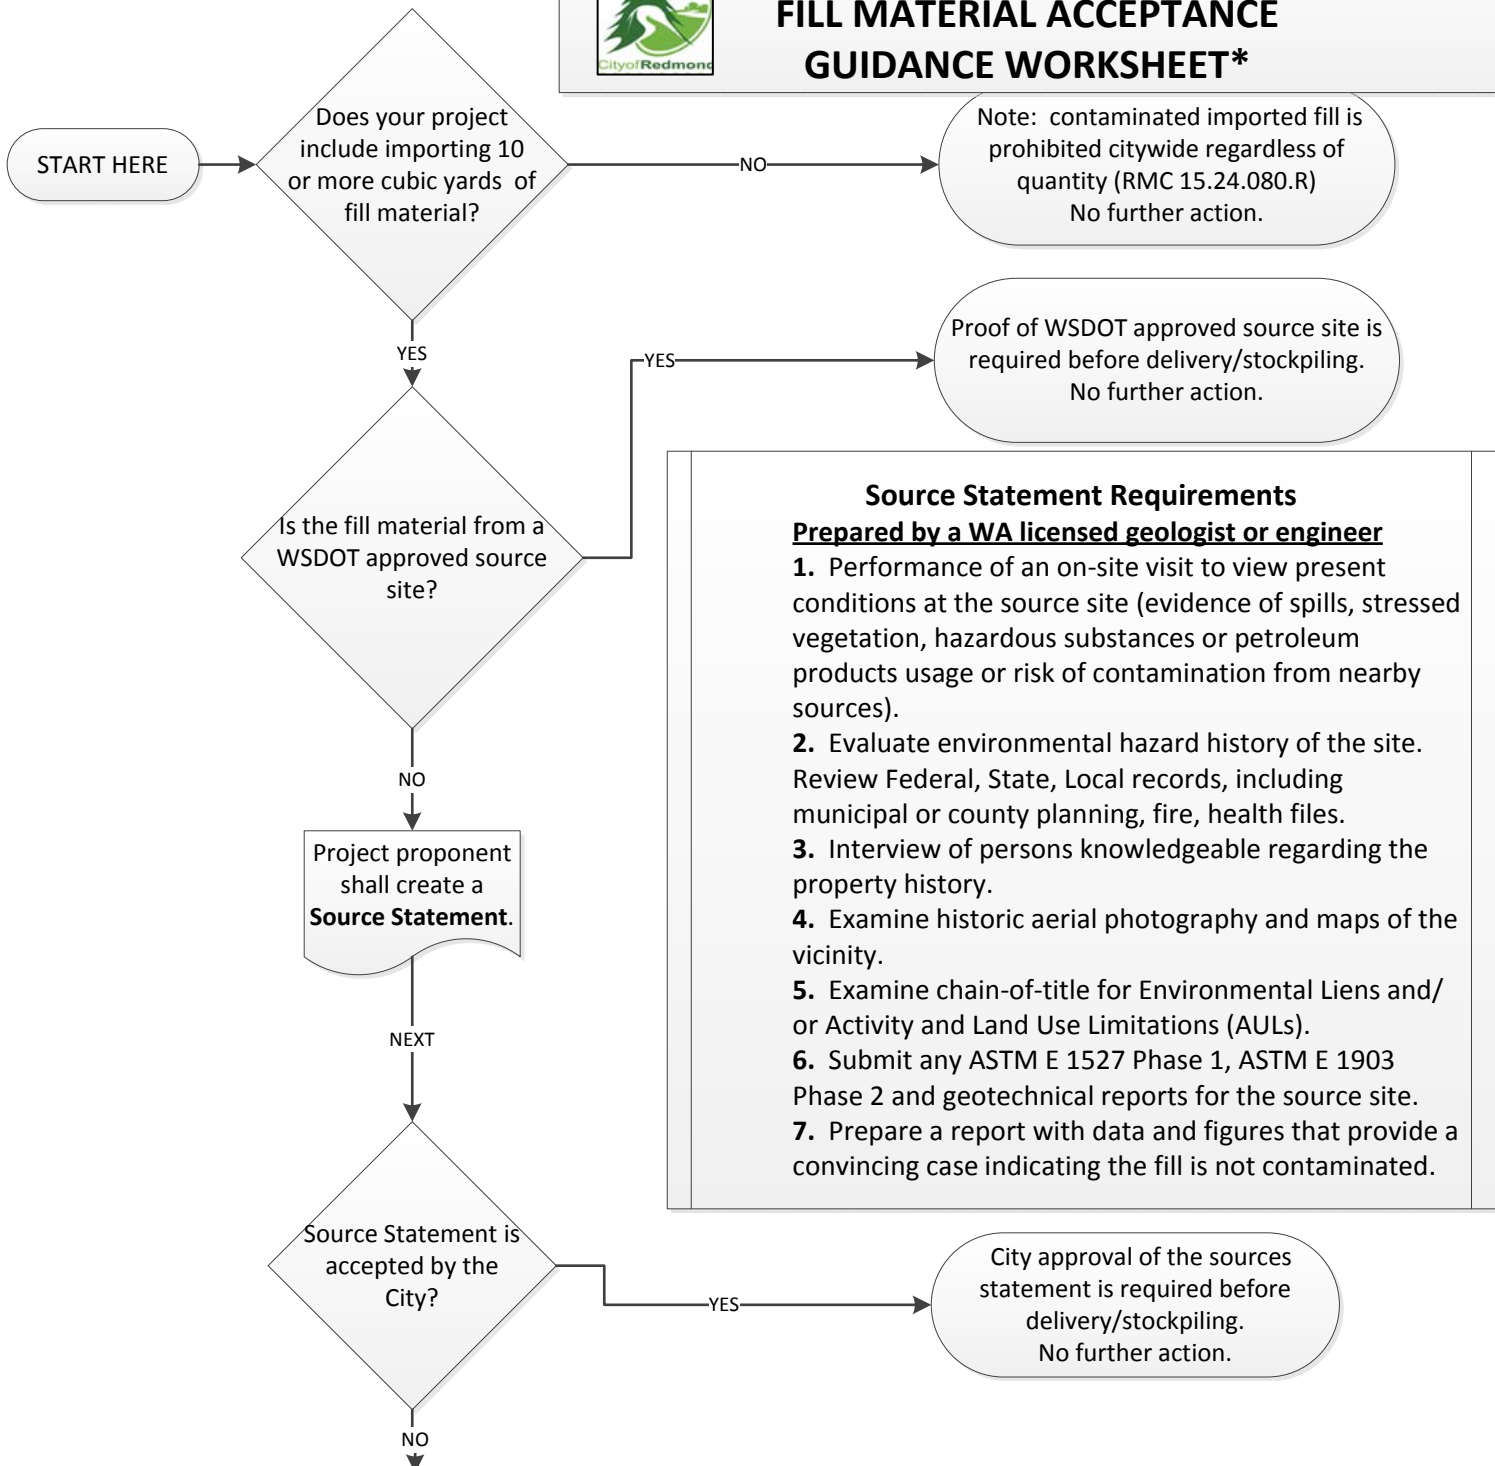 FILL MATERIAL ACCEPTANCE
GUIDANCE WORKSHEET*
CityofRedmond
START HERE
Does your project
include importing 10
or more cubic yards of
fill material?
NO
Note: contaminated imported fill is
prohibited citywide regardless of
quantity (RMC 15.24.080.R)
No further action.
YES
Is the fill material from a
WSDOT approved source
site?
YES
Proof of WSDOT approved source site is
required before delivery/stockpiling.
No further action.
NO
Project proponent
shall create a
Source Statement.
NEXT
Source Statement Requirements
Prepared by a WA licensed geologist or engineer
1. Performance of an on-site visit to view present
conditions at the source site (evidence of spills, stressed
vegetation, hazardous substances or petroleum
products usage or risk of contamination from nearby
sources).
2. Evaluate environmental hazard history of the site.
Review Federal, State, Local records, including
municipal or county planning, fire, health files.
3. Interview of persons knowledgeable regarding the
property history.
4. Examine historic aerial photography and maps of the
vicinity.
5. Examine chain-of-title for Environmental Liens and/
or Activity and Land Use Limitations (AULs).
6. Submit any ASTM E 1527 Phase 1, ASTM E 1903
Phase 2 and geotechnical reports for the source site.
7. Prepare a report with data and figures that provide a
convincing case indicating the fill is not contaminated.
Source Statement is
accepted by the
City?
YES
City approval of the sources
statement is required before
delivery/stockpiling.
No further action.
NO